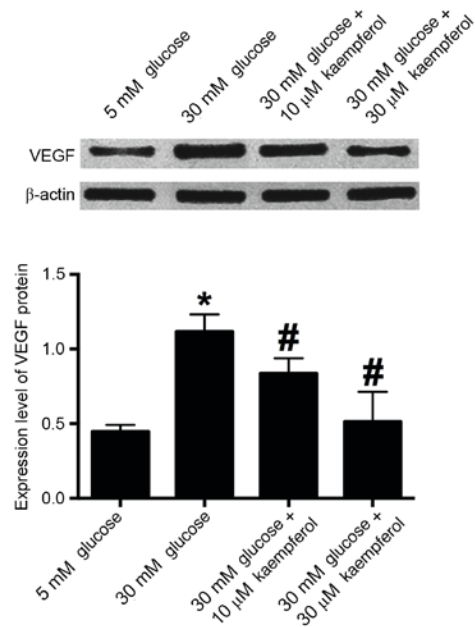 5 mM glucose
30 mM glucose
30 mM glucose +
10 µM kaempferol
30 mM glucose +
30 µM kaempferol
VEGF
β-actin
Expression level of VEGF protein
1.5
1.0
0.5
0.0
*
#
#
5 mM glucose
30 mM glucose
30 mM glucose +
10 µM kaempferol
30 mM glucose +
30 µM kaempferol